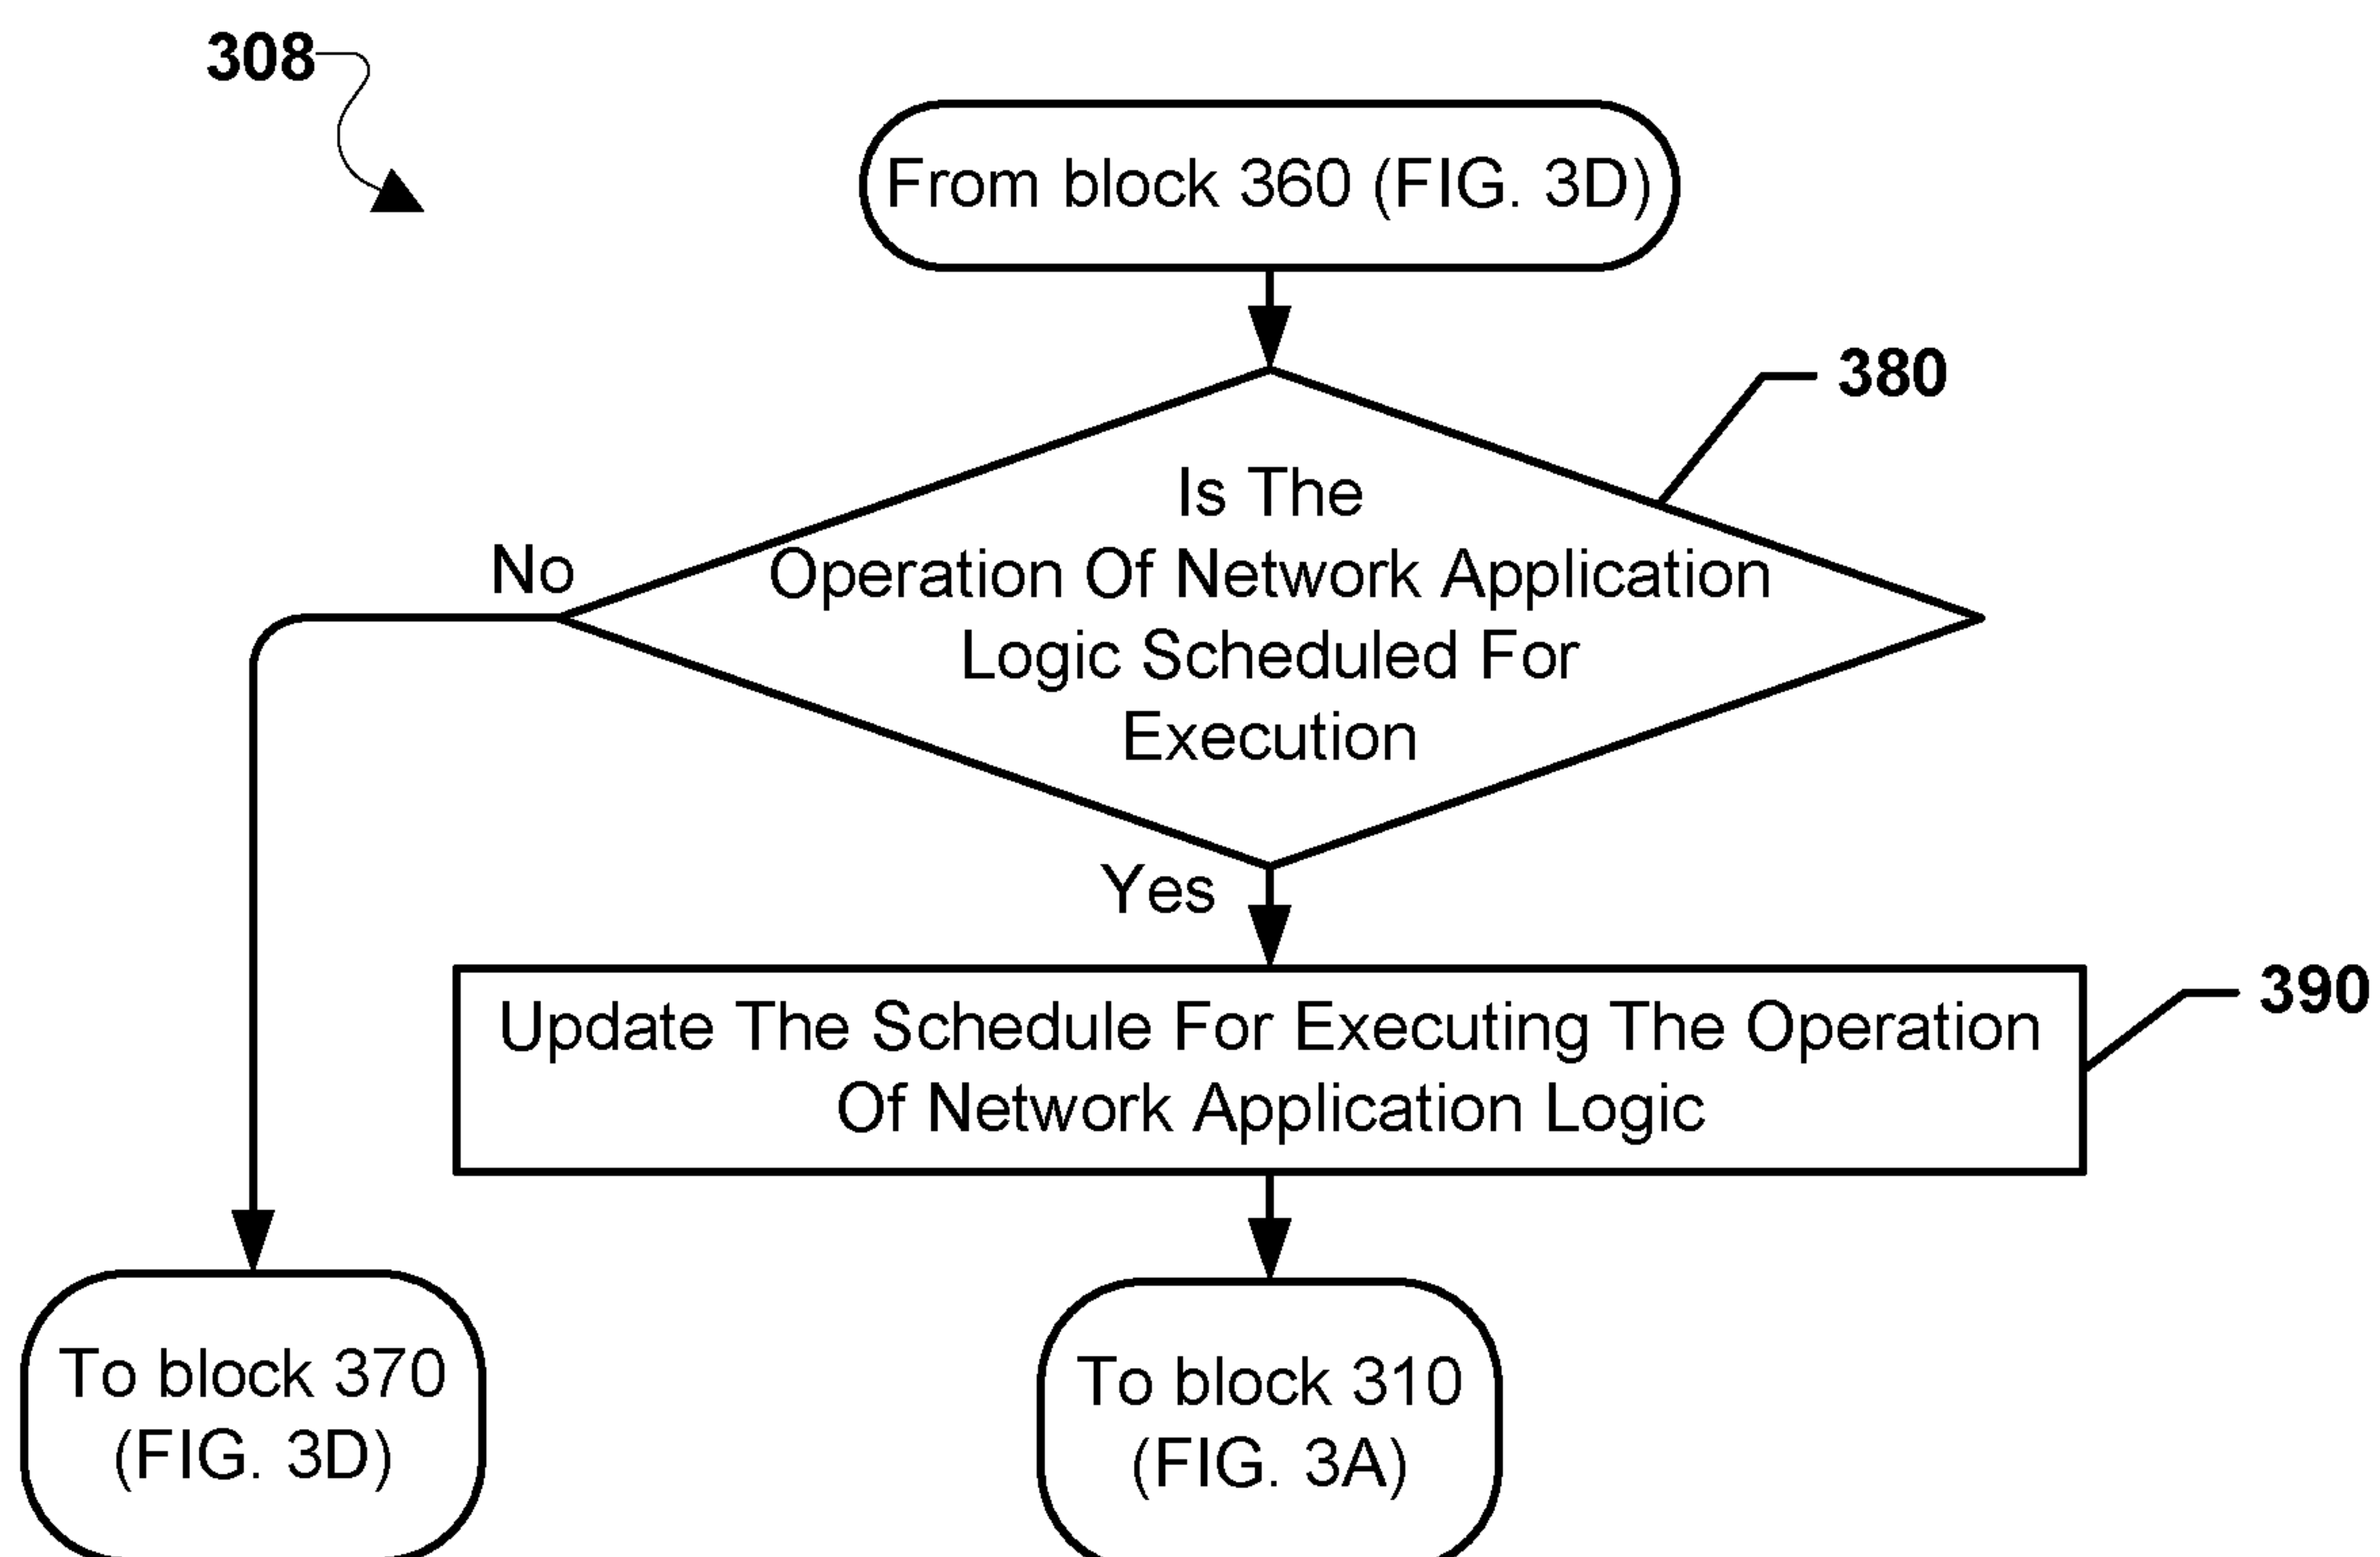 308
From block 360 (FIG. 3D)
380
Is The
Operation Of Network Application
Logic Scheduled For
Execution
No
Yes
390
Update The Schedule For Executing The Operation
Of Network Application Logic
To block 370
(FIG. 3D)
To block 310
(FIG. 3A)